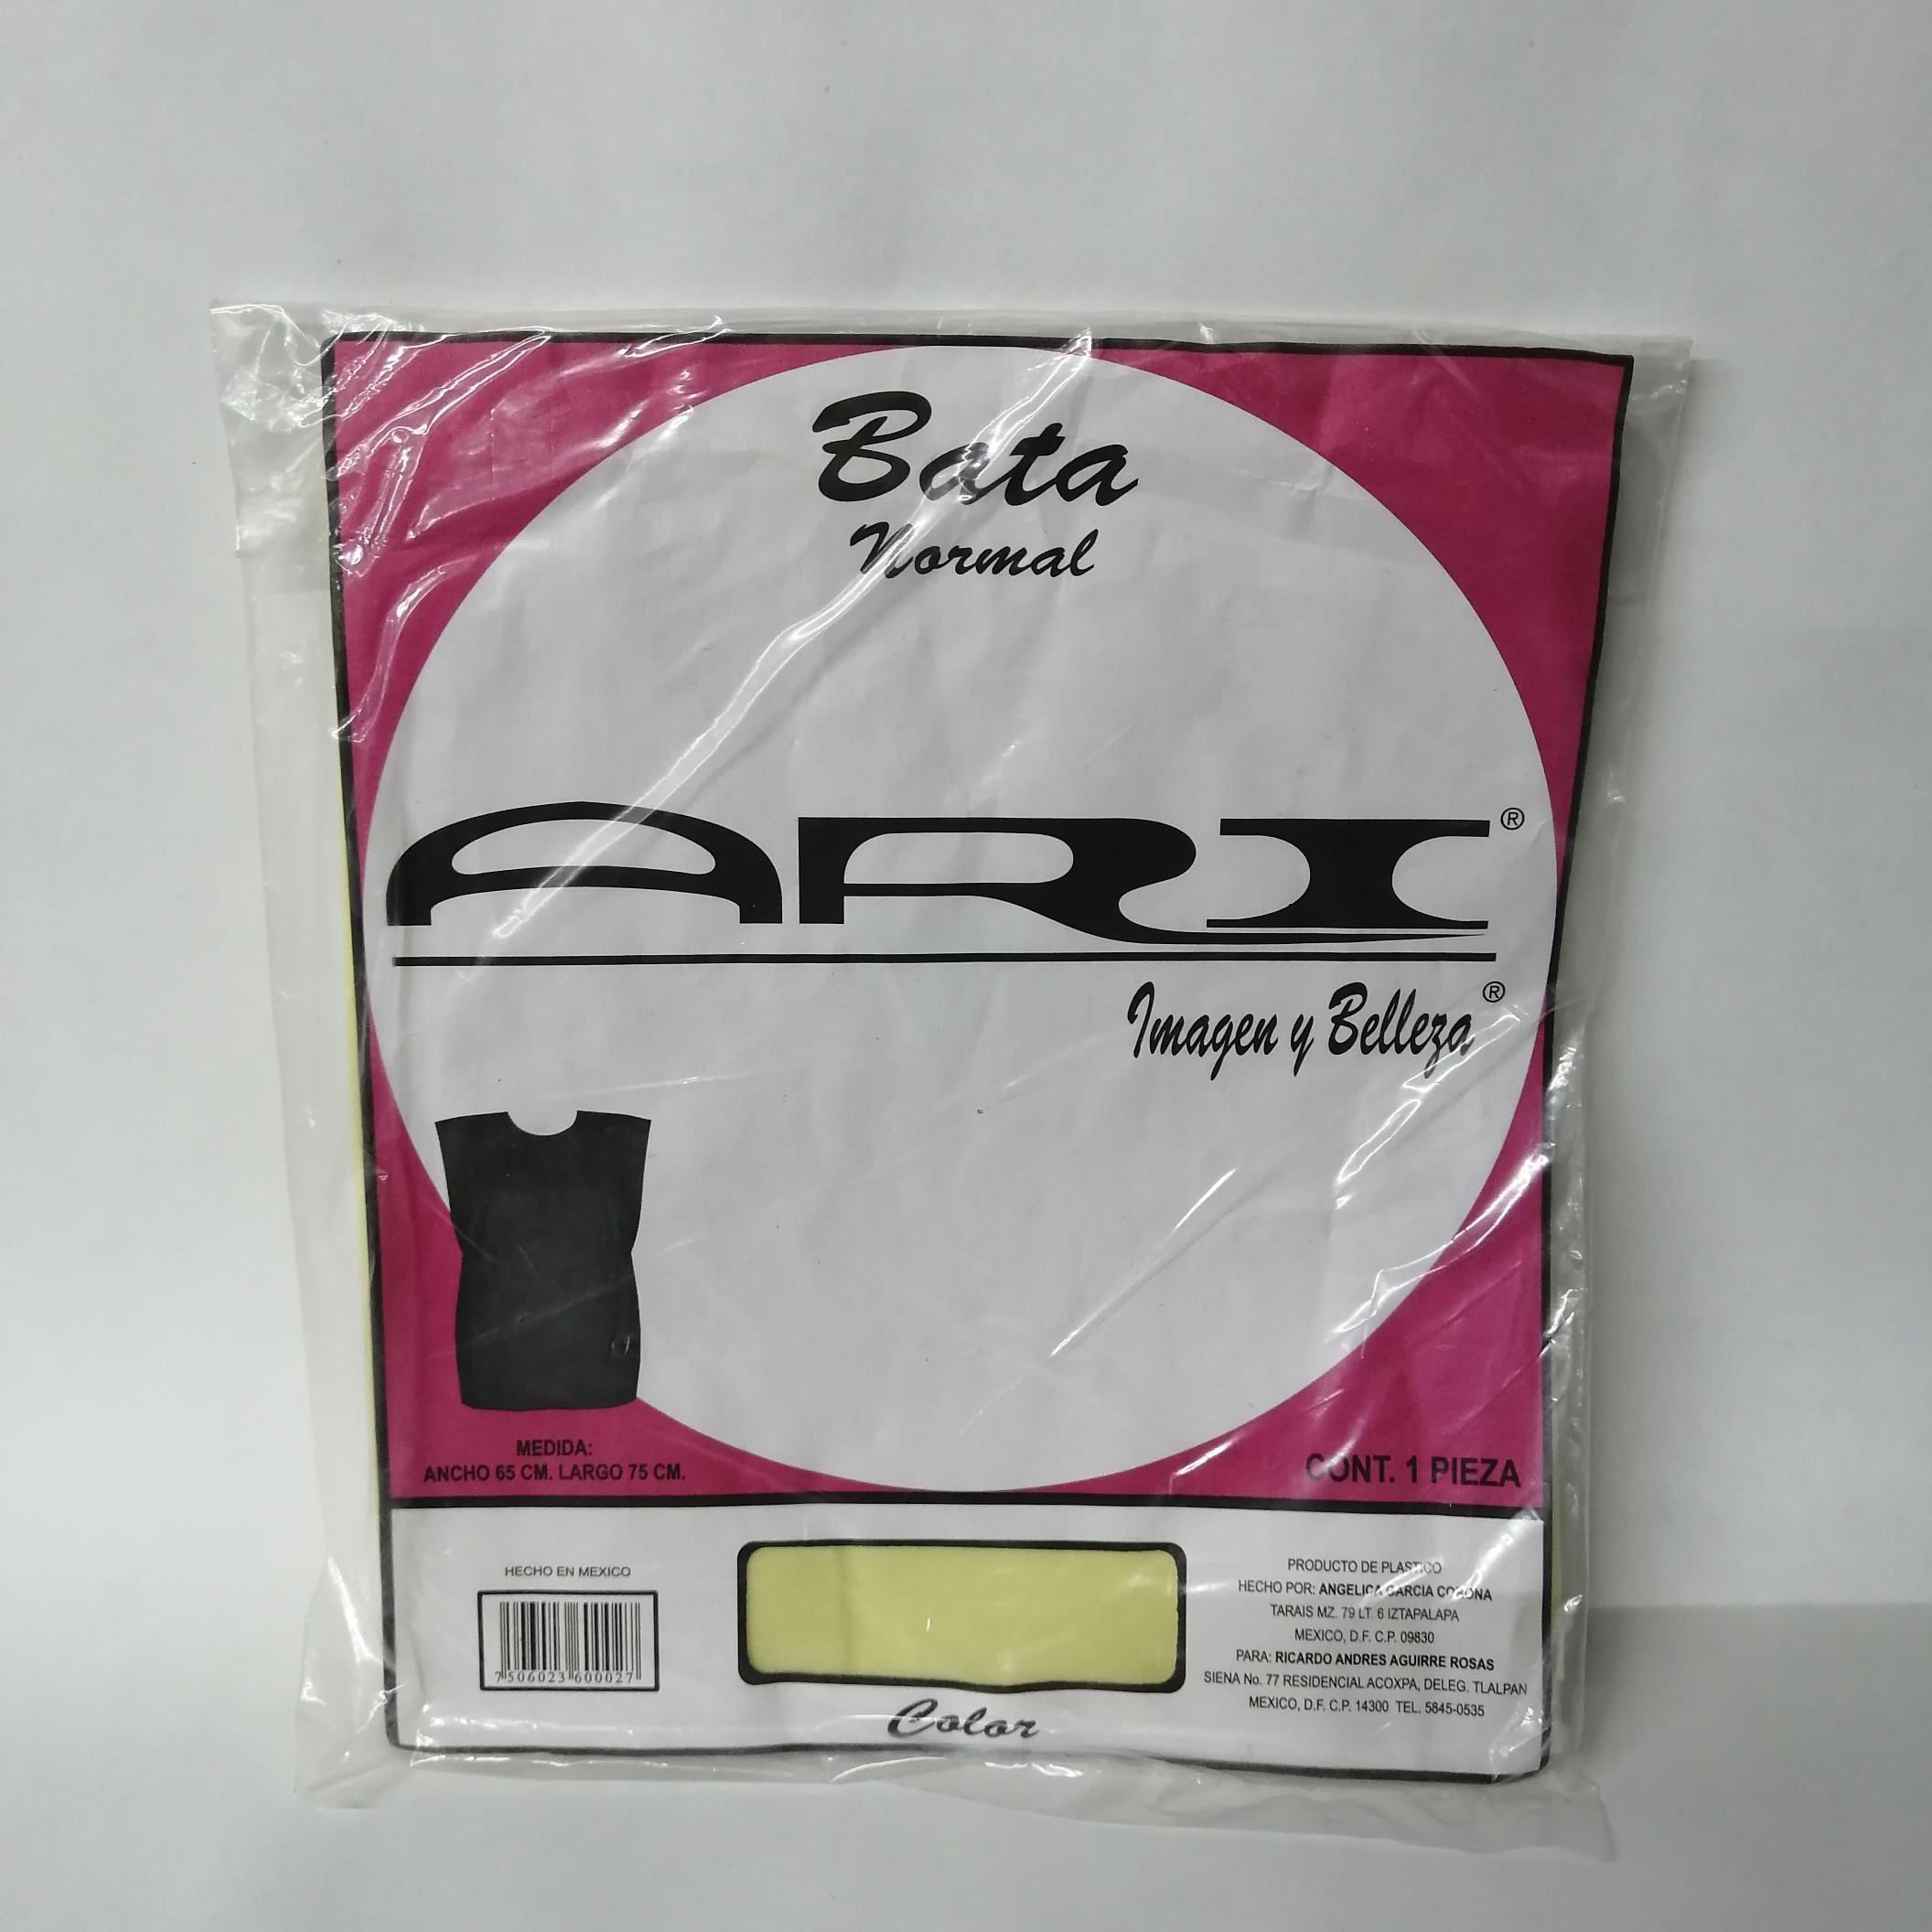 Bata
Normal
ARI®
Imagen y Belleza®
MEDIDA:
ANCHO 65 CM. LARGO 75 CM.
CONT. 1 PIEZA
HECHO EN MEXICO
7506023600027
Color
PRODUCTO DE PLASTICO
HECHO POR: ANGELICA GARCIA CORONA
TARAIS MZ. 79 LT. 6 IZTAPALAPA
MEXICO, D.F. C.P. 09830
PARA: RICARDO ANDRES AGUIRRE ROSAS
SIENA No. 77 RESIDENCIAL ACOXPA, DELEG. TLALPAN
MEXICO, D.F. C.P. 14300 TEL. 5845-0535